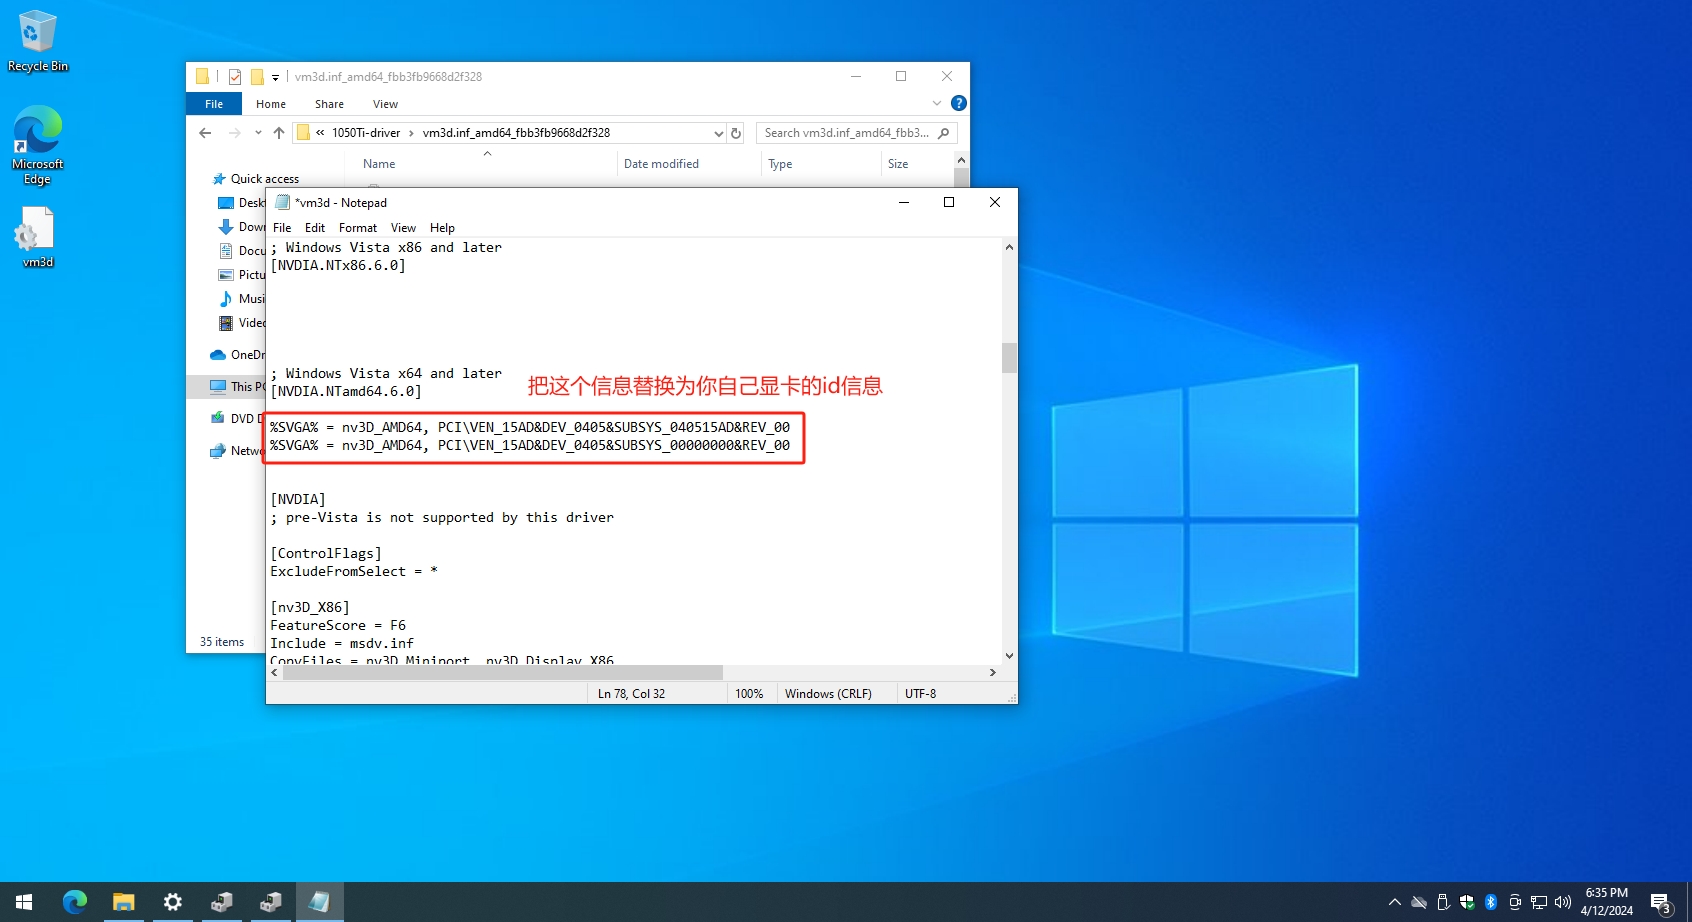 Recycle Bin
Microsoft
Edge
vm3d
vm3d.inf_amd64_fbb3fb9668d2f328
File Home Share View
« 1050Ti-driver › vm3d.inf_amd64_fbb3fb9668d2f328
Search vm3d.inf_amd64_fbb3...
Name Date modified Type Size
Quick access
Deskt
Down
Docu
Pictu
Musi
Video
OneDr
This PC
DVD D
Netwo
35 items
*vm3d - Notepad
File Edit Format View Help
; Windows Vista x86 and later
[NVDIA.NTx86.6.0]
; Windows Vista x64 and later
[NVDIA.NTamd64.6.0]
把这个信息替换为你自己显卡的id信息
%SVGA% = nv3D_AMD64, PCI\VEN_15AD&DEV_0405&SUBSYS_040515AD&REV_00
%SVGA% = nv3D_AMD64, PCI\VEN_15AD&DEV_0405&SUBSYS_00000000&REV_00
[NVDIA]
; pre-Vista is not supported by this driver
[ControlFlags]
ExcludeFromSelect = *
[nv3D_X86]
FeatureScore = F6
Include = msdv.inf
CopyFiles = nv3D_Miniport, nv3D_Display_X86
Ln 78, Col 32 100% Windows (CRLF) UTF-8
6:35 PM
4/12/2024
3